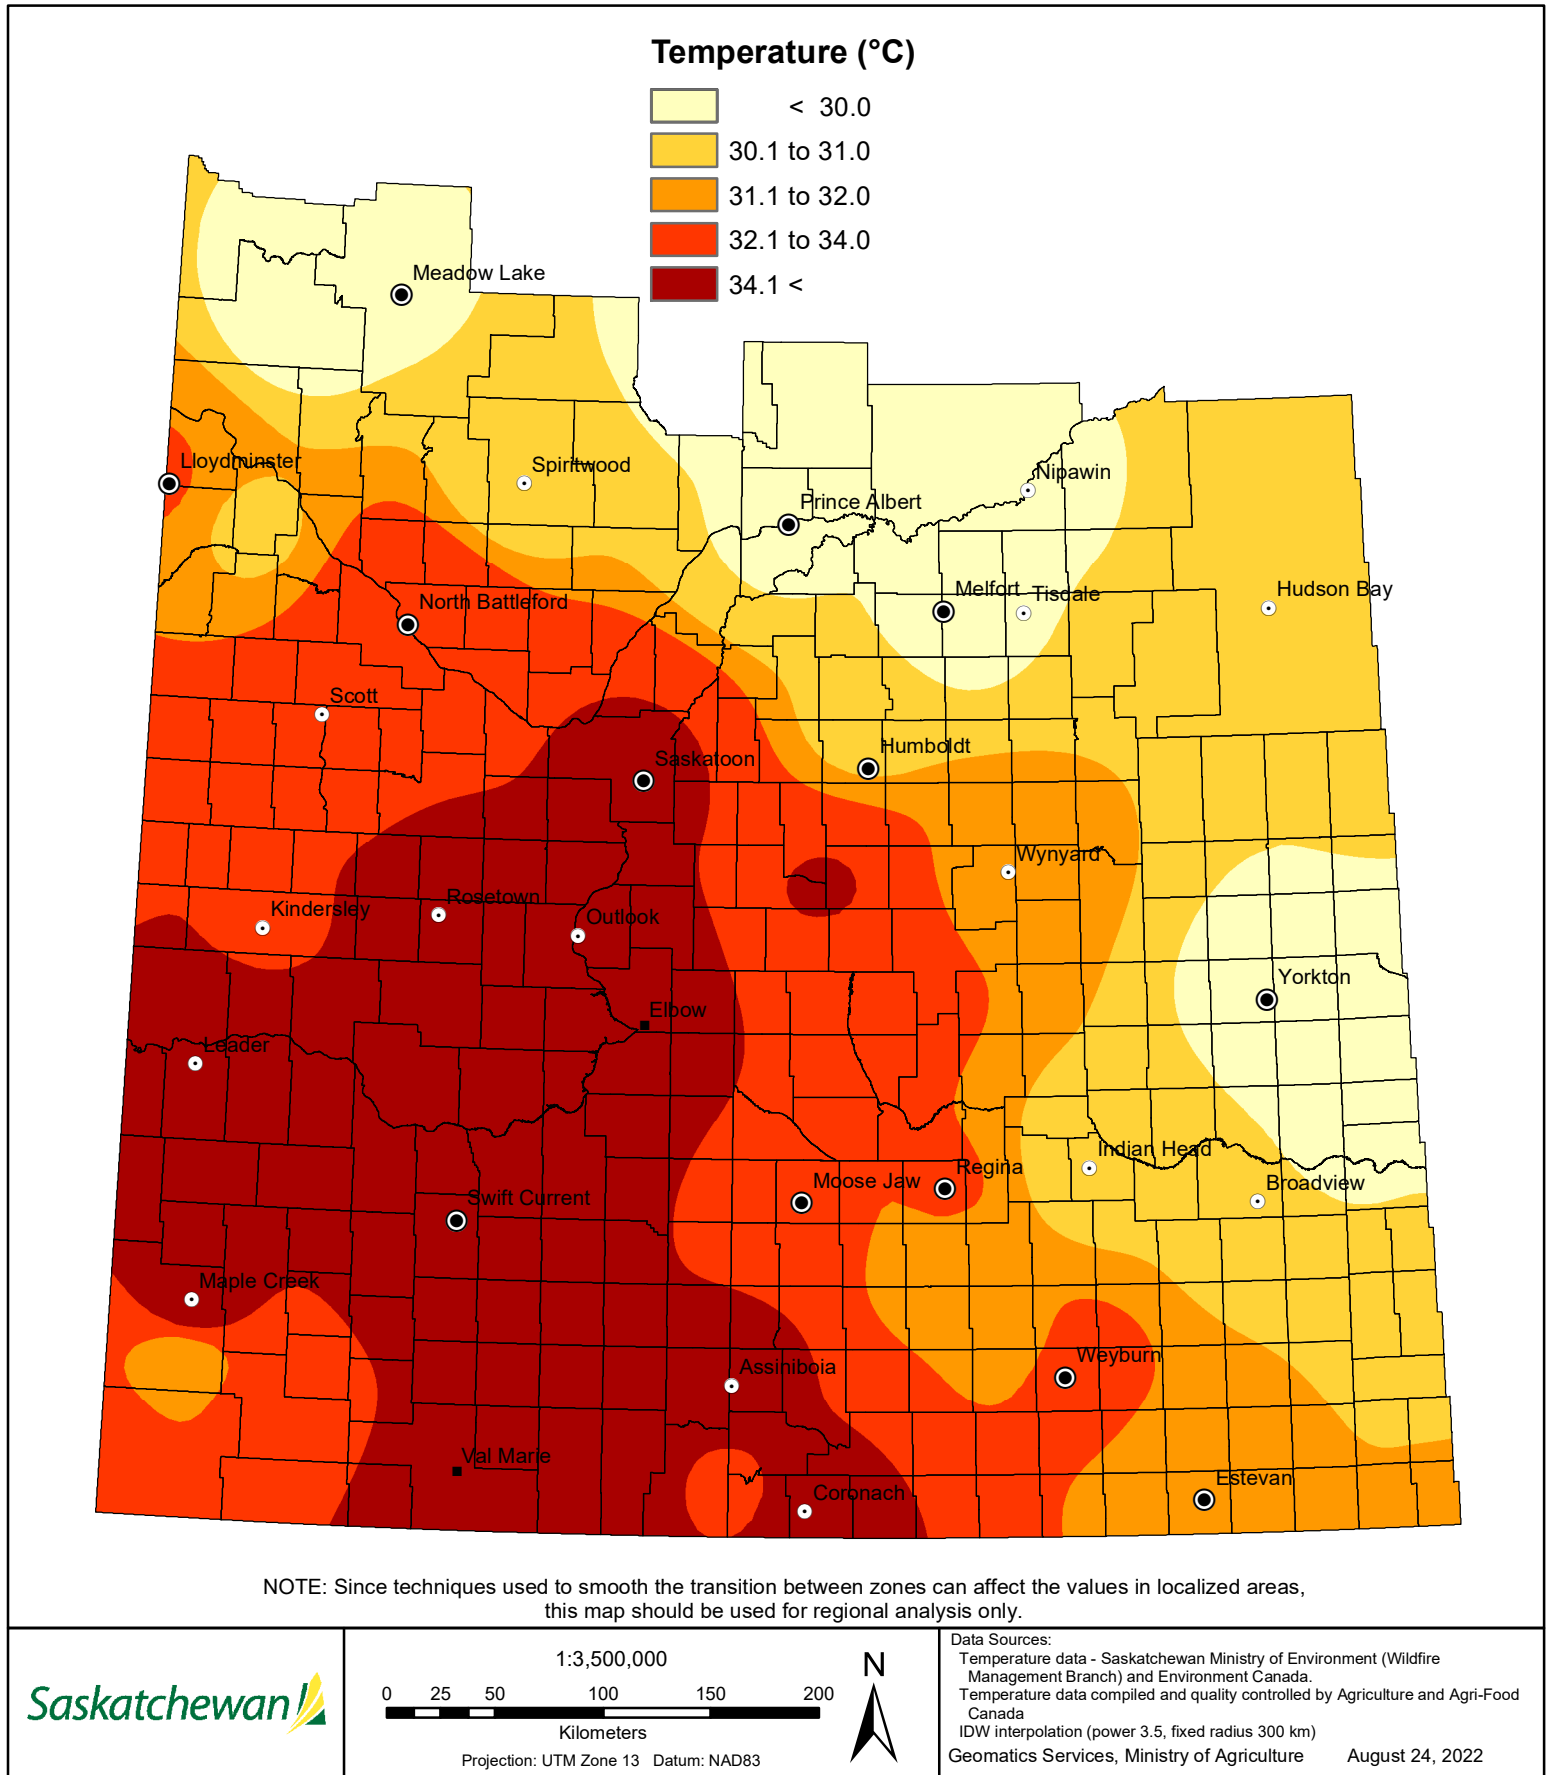 Temperature (°C)
< 30.0
30.1 to 31.0
31.1 to 32.0
32.1 to 34.0
34.1 <
Meadow Lake
Lloydminster
Spiritwood
Nipawin
Prince Albert
Hudson Bay
Melfort
Tisdale
North Battleford
Scott
Humboldt
Saskatoon
Wynyard
Rosetown
Kindersley
Outlook
Yorkton
Elbow
Leader
Indian Head
Regina
Moose Jaw
Broadview
Swift Current
Maple Creek
Weyburn
Assiniboia
Val Marie
Estevan
Coronach
NOTE: Since techniques used to smooth the transition between zones can affect the values in localized areas,
this map should be used for regional analysis only.
Saskatchewan
1:3,500,000
0 25 50 100 150 200
Kilometers
Projection: UTM Zone 13 Datum: NAD83
N
Data Sources:
Temperature data - Saskatchewan Ministry of Environment (Wildfire
Management Branch) and Environment Canada.
Temperature data compiled and quality controlled by Agriculture and Agri-Food
Canada
IDW interpolation (power 3.5, fixed radius 300 km)
Geomatics Services, Ministry of Agriculture August 24, 2022